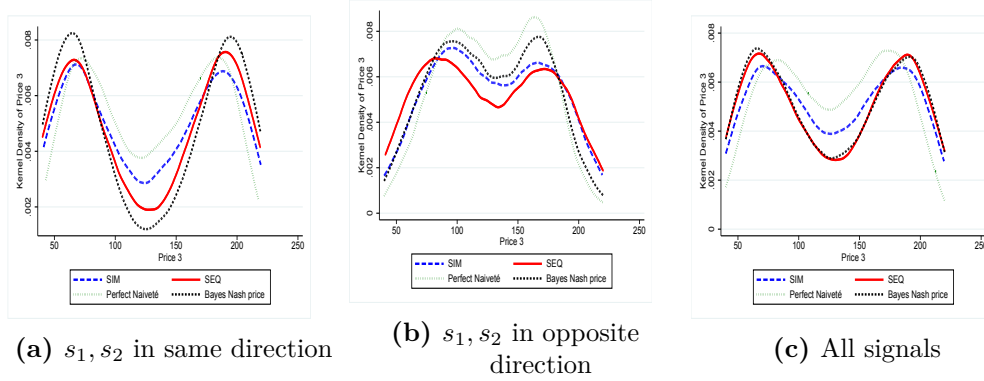 Kernel Density of Price 3
.002 .004 .006 .008
50 100 150 200 250
Price 3
SIM SEQ
Perfect Naiveté Bayes Nash price
(a) s₁, s₂ in same direction
Kernel Density of Price 3
0 .002 .004 .006 .008
50 100 150 200 250
Price 3
SIM SEQ
Perfect Naiveté Bayes Nash price
(b) s₁, s₂ in opposite
direction
Kernel Density of Price 3
0 .002 .004 .006 .008
50 100 150 200 250
Price 3
SIM SEQ
Perfect Naiveté Bayes Nash price
(c) All signals